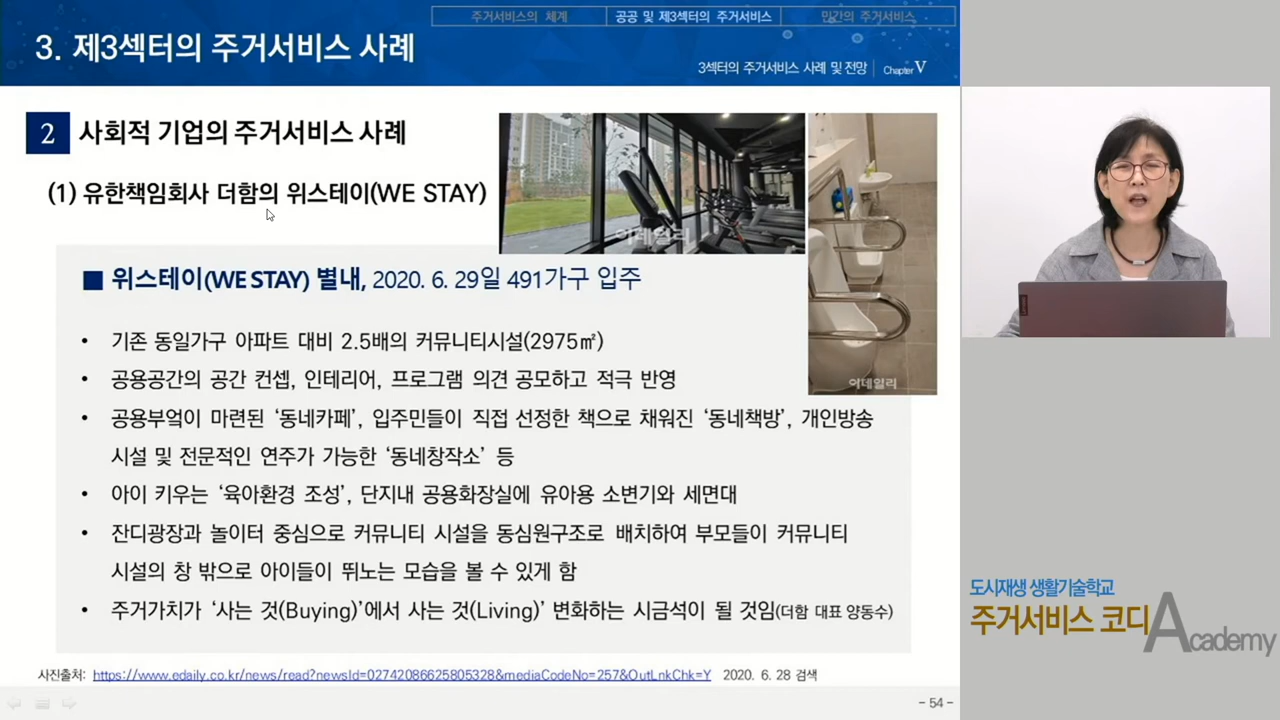 주거서비스의 체계
공공 및 제3섹터의 주거서비스
민간의 주거서비스
3. 제3섹터의 주거서비스 사례
3섹터의 주거서비스 사례 및 전망 | Chapter V
2 사회적 기업의 주거서비스 사례
(1) 유한책임회사 더함의 위스테이(WE STAY)
이데일리
이데일리
■ 위스테이(WE STAY) 별내, 2020. 6. 29일 491가구 입주
• 기존 동일가구 아파트 대비 2.5배의 커뮤니티시설(2975㎡)
• 공용공간의 공간 컨셉, 인테리어, 프로그램 의견 공모하고 적극 반영
• 공용부엌이 마련된 ‘동네카페’, 입주민들이 직접 선정한 책으로 채워진 ‘동네책방’, 개인방송
시설 및 전문적인 연주가 가능한 ‘동네창작소’ 등
• 아이 키우는 ‘육아환경 조성’, 단지내 공용화장실에 유아용 소변기와 세면대
• 잔디광장과 놀이터 중심으로 커뮤니티 시설을 동심원구조로 배치하여 부모들이 커뮤니티
시설의 창 밖으로 아이들이 뛰노는 모습을 볼 수 있게 함
• 주거가치가 ‘사는 것(Buying)’에서 사는 것(Living)’ 변화하는 시금석이 될 것임(더함 대표 양동수)
사진출처: https://www.edaily.co.kr/news/read?newsId=02742086625805328&mediaCodeNo=257&OutLnkChk=Y 2020. 6. 28 검색
- 54 -
Lenovo
도시재생 생활기술학교
주거서비스 코디 Academy